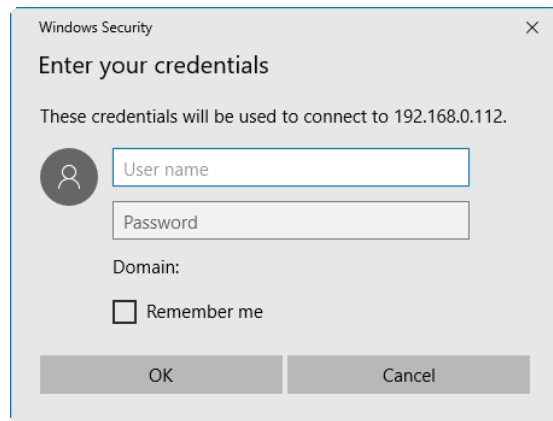 Windows Security
Enter your credentials
These credentials will be used to connect to 192.168.0.112.
User name
Password
Domain:
Remember me
OK
Cancel